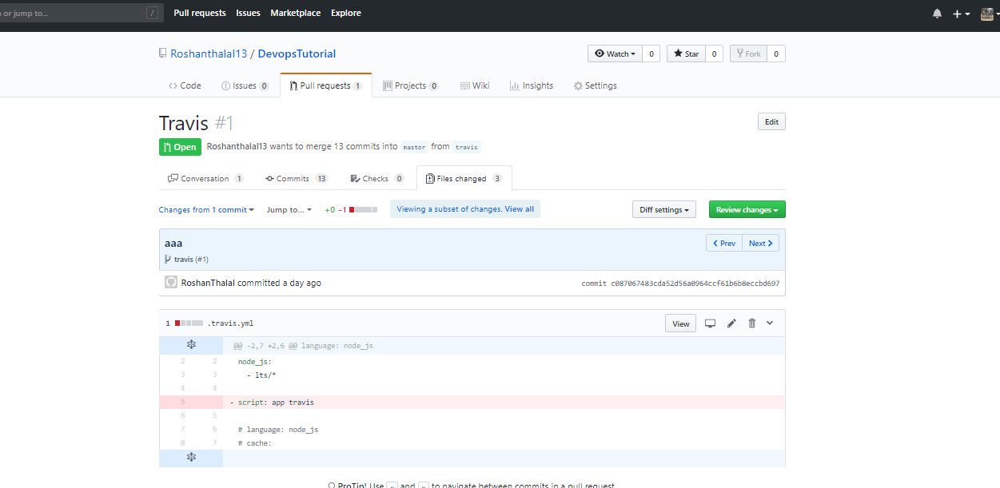 or jump to... /
Pull requests Issues Marketplace Explore
Roshanthalal13 / DevopsTutorial
Watch 0 Star 0 Fork 0
Code Issues 0 Pull requests 1 Projects 0 Wiki Insights Settings
Travis #1
Edit
Open Roshanthalal13 wants to merge 13 commits into master from travis
Conversation 1 Commits 13 Checks 0 Files changed 3
Changes from 1 commit Jump to... +0 −1 Viewing a subset of changes. View all Diff settings Review changes
aaa
Prev Next
travis (#1)
RoshanThalal committed a day ago commit c087067483cda52d56a0964ccf61b6b8eccbd697
1 .travis.yml View
@@ -2,7 +2,6 @@ language: node_js
2 2 node_js:
3 3 - lts/*
4 4
5 - script: app travis
6 5
7 6 # language: node_js
8 7 # cache:
ProTip! Use and to navigate between commits in a pull request.